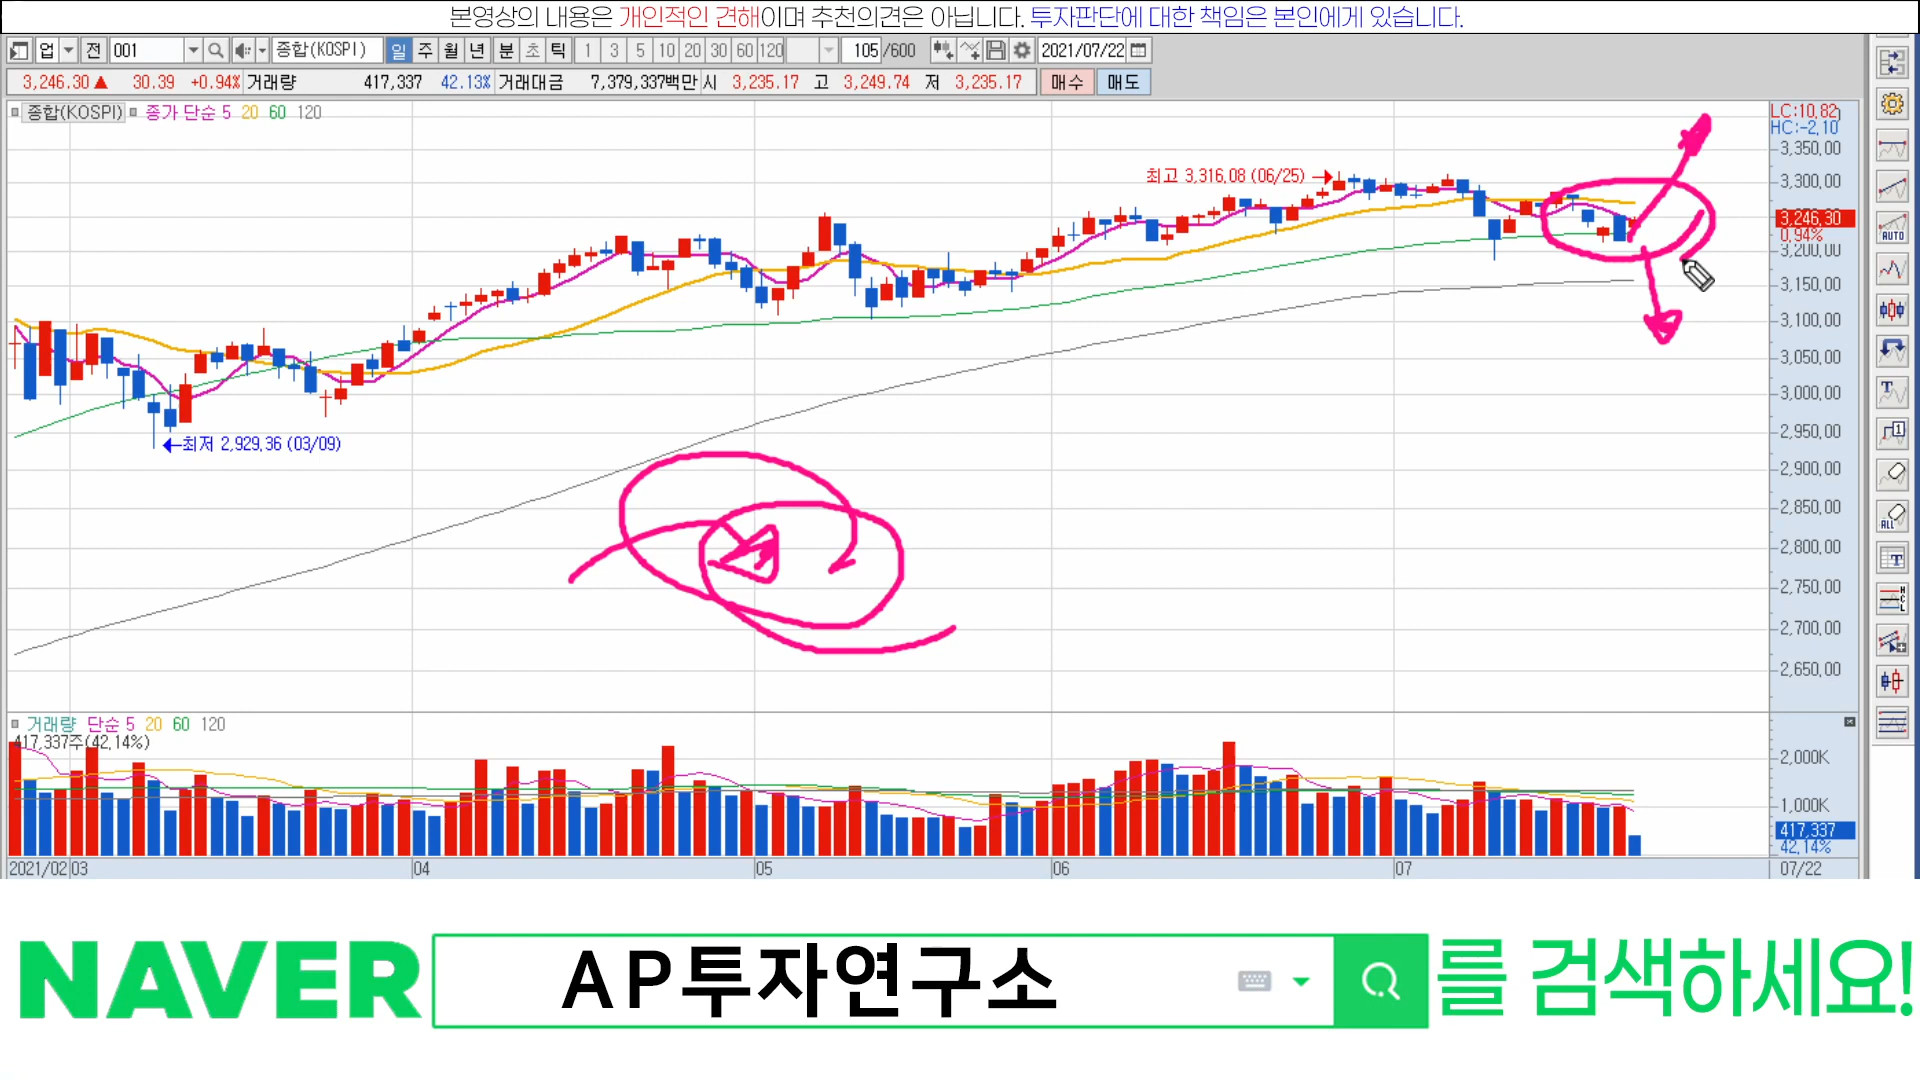 본영상의 내용은 개인적인 견해이며 추천의견은 아닙니다. 투자판단에 대한 책임은 본인에게 있습니다.
업 전 001 종합(KOSPI) 일 주 월 년 분 초 틱 1 3 5 10 20 30 60 120 105 /600 2021/07/22
3,246.30 ▲ 30.39 +0.94% 거래량 417,337 42.13% 거래대금 7,379,337백만 시 3,235.17 고 3,249.74 저 3,235.17 매수 매도
종합(KOSPI) 종가 단순 5 20 60 120
LC:10.82
HC:-2.10
3,350.00
최고 3,316.08 (06/25)
3,300.00
3,246.30
0.94%
3,200.00
3,150.00
3,100.00
3,050.00
3,000.00
2,950.00
최저 2,929.36 (03/09)
2,900.00
2,850.00
2,800.00
2,750.00
2,700.00
2,650.00
AUTO
T
1
ALL
T
H
C
L
거래량 단순 5 20 60 120
417,337주(42.14%)
2,000K
1,000K
417,337
42.14%
2021/02 03 04 05 06 07 07/22
NAVER AP투자연구소 를 검색하세요!